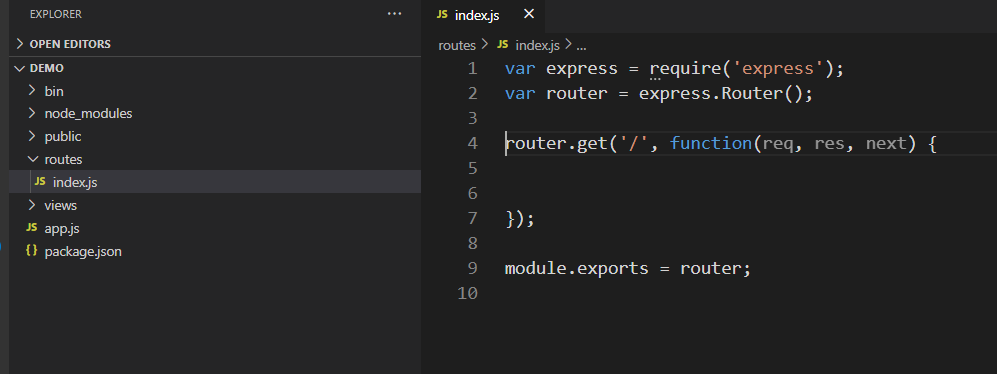 EXPLORER
...
OPEN EDITORS
DEMO
bin
node_modules
public
routes
JS index.js
views
JS app.js
{} package.json
JS index.js ×
routes > JS index.js > ...
1 var express = require('express');
2 var router = express.Router();
3
4 router.get('/', function(req, res, next) {
5
6
7 });
8
9 module.exports = router;
10